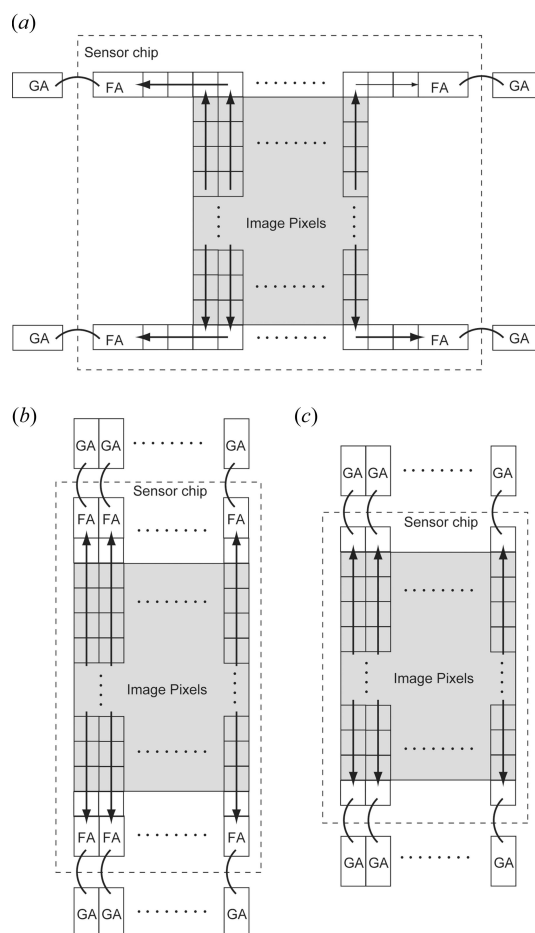 (a)
Sensor chip
GA FA FA GA
Image Pixels
GA FA FA GA
(b)
GA GA GA
Sensor chip
FA FA FA
Image Pixels
FA FA FA
GA GA GA
(c)
GA GA GA
Sensor chip
Image Pixels
GA GA GA